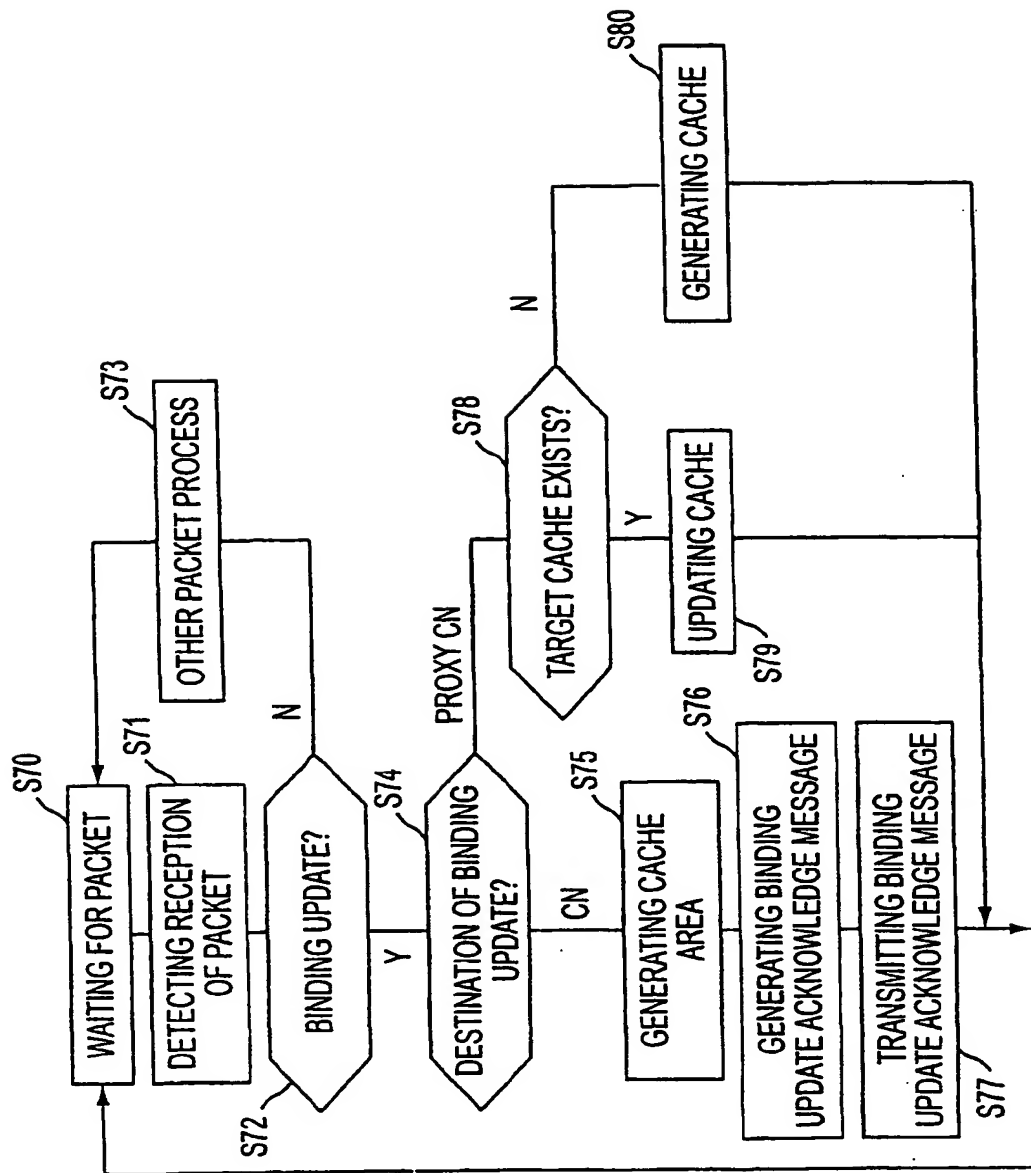 S70
WAITING FOR PACKET
S71
DETECTING RECEPTION
OF PACKET
S72
BINDING UPDATE?
N
S73
OTHER PACKET PROCESS
Y
S74
DESTINATION OF BINDING
UPDATE?
PROXY CN
CN
S75
GENERATING CACHE
AREA
S76
GENERATING BINDING
UPDATE ACKNOWLEDGE MESSAGE
TRANSMITTING BINDING
UPDATE ACKNOWLEDGE MESSAGE
S77
S78
TARGET CACHE EXISTS?
N
Y
UPDATING CACHE
S79
S80
GENERATING CACHE